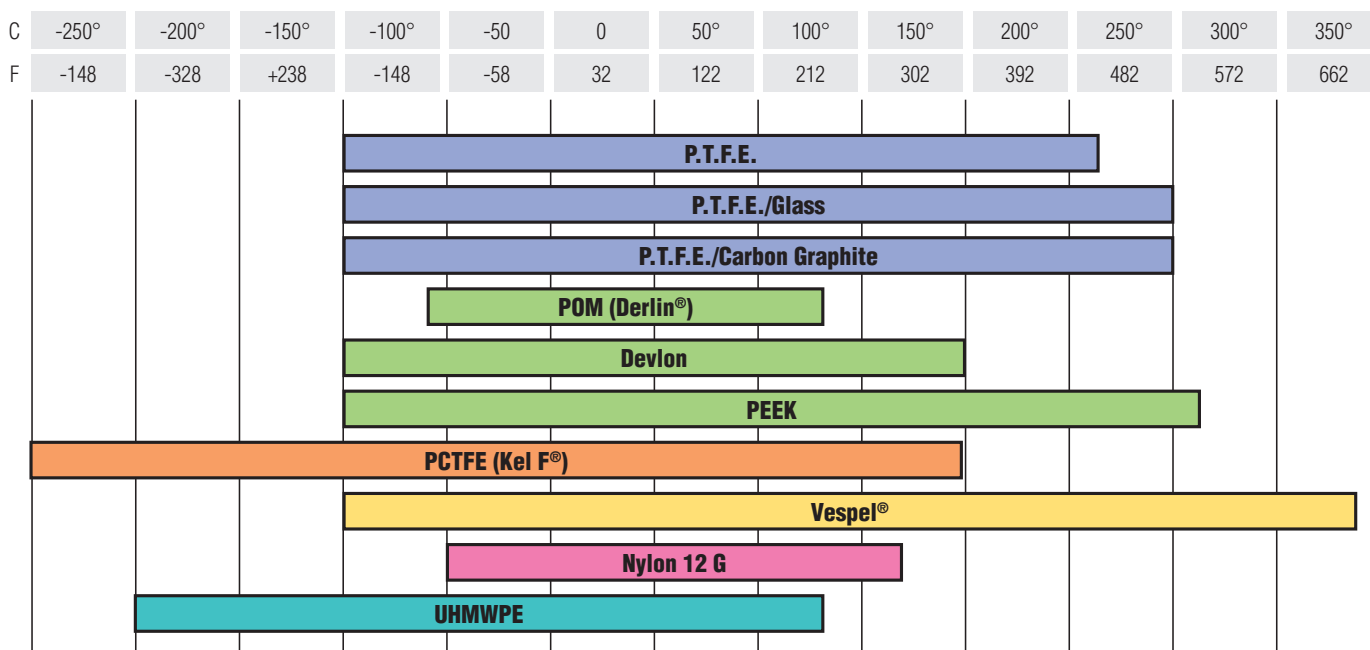 C -250° -200° -150° -100° -50 0 50° 100° 150° 200° 250° 300° 350°
F -148 -328 +238 -148 -58 32 122 212 302 392 482 572 662
P.T.F.E.
P.T.F.E./Glass
P.T.F.E./Carbon Graphite
POM (Derlin®)
Devlon
PEEK
PCTFE (Kel F®)
Vespel®
Nylon 12 G
UHMWPE